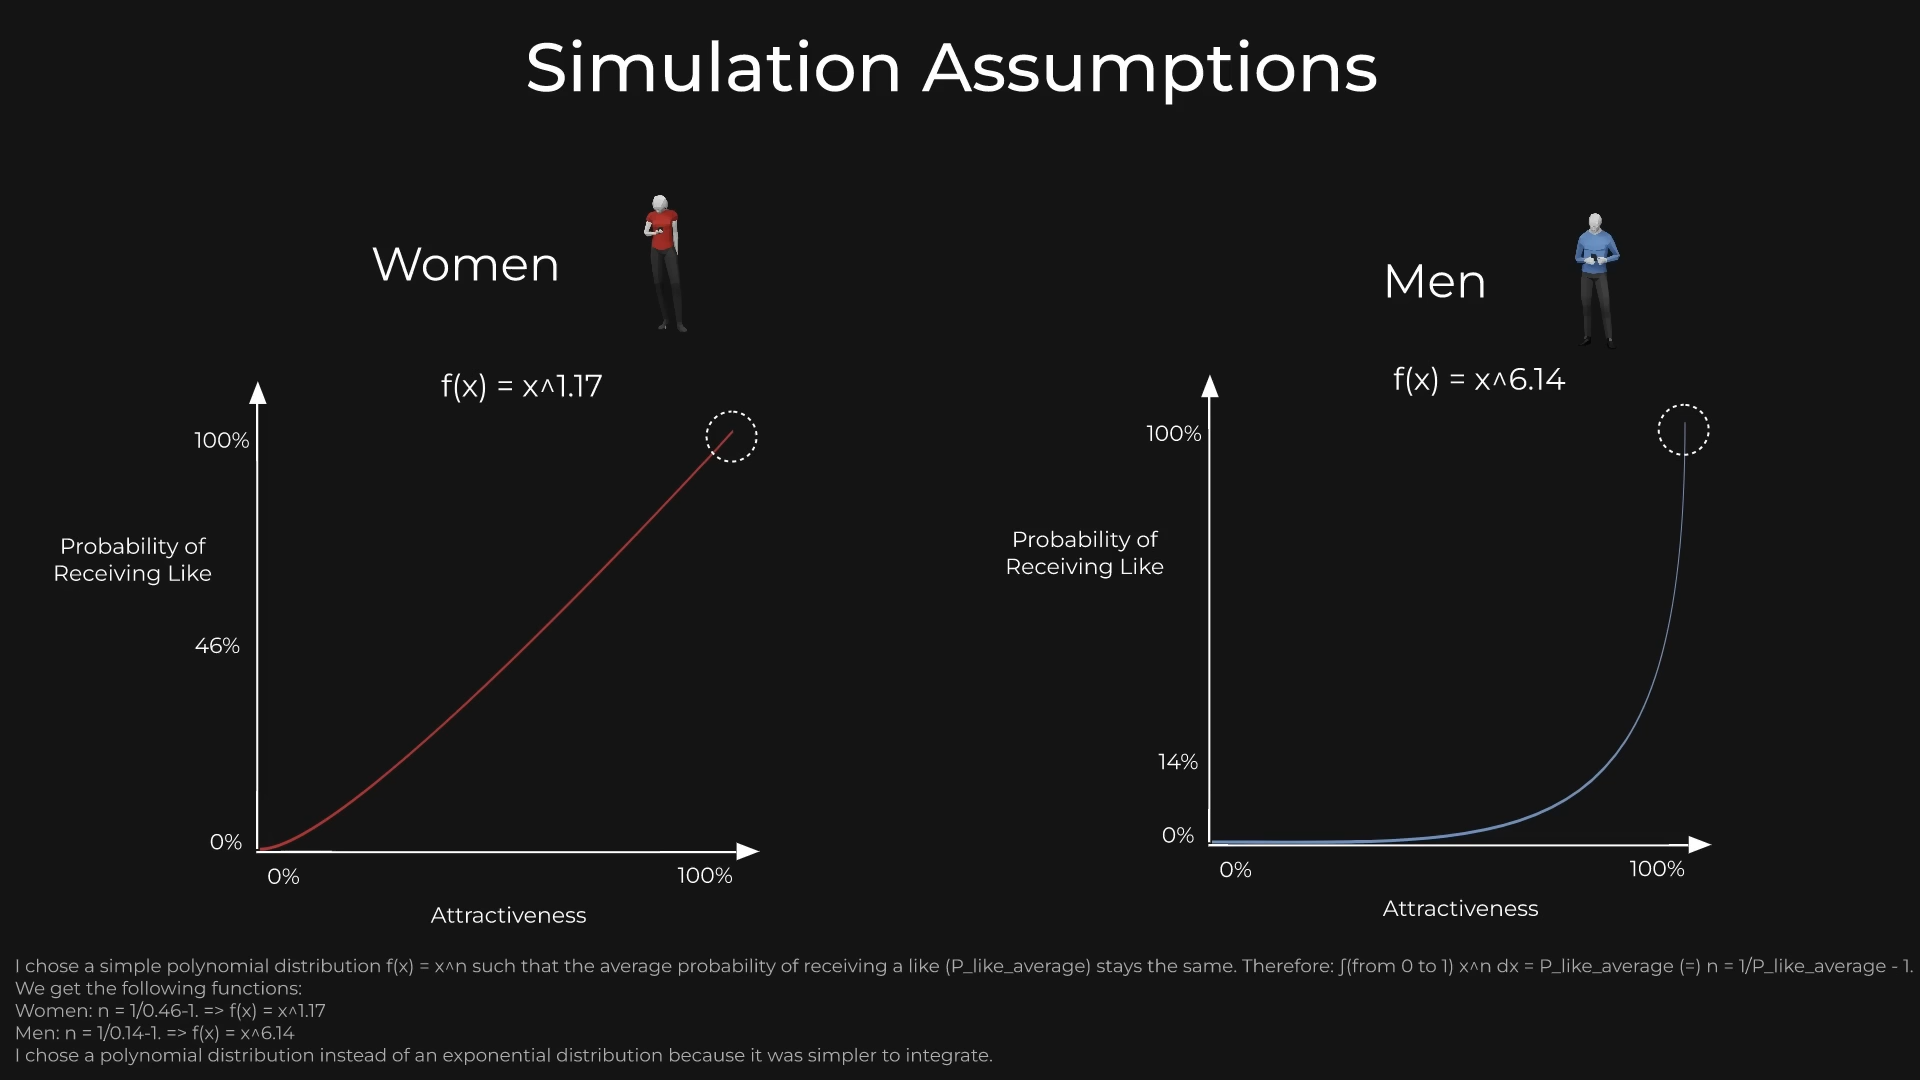 Simulation Assumptions
Women
f(x) = x^1.17
100%
Probability of
Receiving Like
46%
0%
0%
100%
Attractiveness
Men
f(x) = x^6.14
100%
Probability of
Receiving Like
14%
0%
0%
100%
Attractiveness
I chose a simple polynomial distribution f(x) = x^n such that the average probability of receiving a like (P_like_average) stays the same. Therefore: ∫(from 0 to 1) x^n dx = P_like_average (=) n = 1/P_like_average - 1.
We get the following functions:
Women: n = 1/0.46-1. => f(x) = x^1.17
Men: n = 1/0.14-1. => f(x) = x^6.14
I chose a polynomial distribution instead of an exponential distribution because it was simpler to integrate.